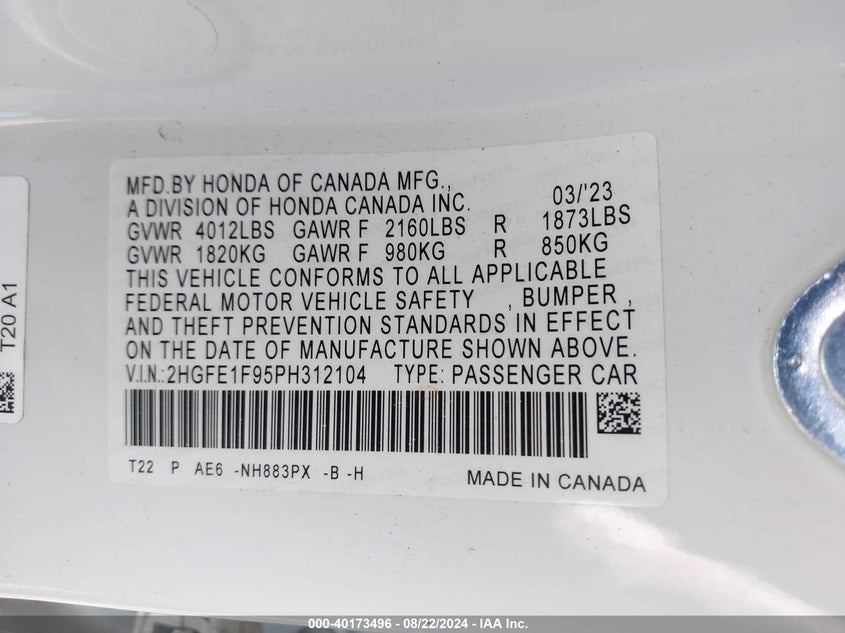 MFD.BY HONDA OF CANADA MFG.,
A DIVISION OF HONDA CANADA INC. 03/'23
GVWR 4012LBS GAWR F 2160LBS R 1873LBS
GVWR 1820KG GAWR F 980KG R 850KG
THIS VEHICLE CONFORMS TO ALL APPLICABLE
FEDERAL MOTOR VEHICLE SAFETY , BUMPER ,
AND THEFT PREVENTION STANDARDS IN EFFECT
ON THE DATE OF MANUFACTURE SHOWN ABOVE.
V.I.N.:2HGFE1F95PH312104 TYPE: PASSENGER CAR
T22 P AE6 -NH883PX -B -H
MADE IN CANADA
T20 A1
000-40173496 - 08/22/2024 - IAA Inc.